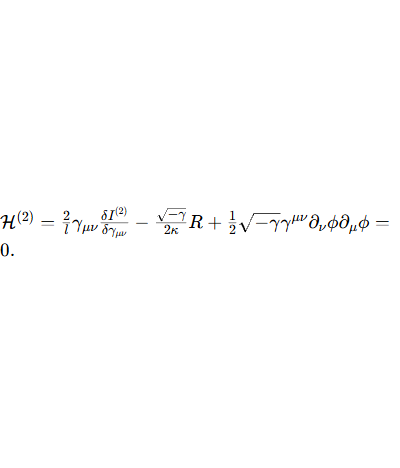 $\mathcal{H}^{(2)} = \frac{2}{l}\gamma_{\mu\nu}\frac{\delta I^{(2)}}{\delta\gamma_{\mu\nu}} - \frac{\sqrt{-\gamma}}{2\kappa}R + \frac{1}{2}\sqrt{-\gamma}\gamma^{\mu\nu}\partial_\nu\phi\partial_\mu\phi =$
$0.$